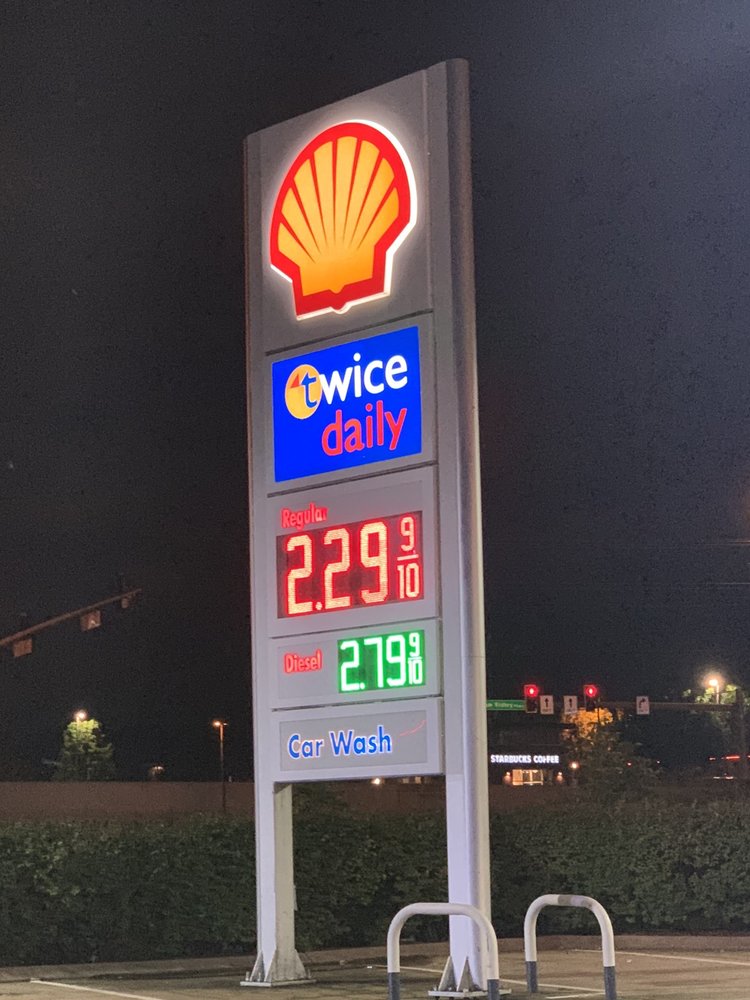 twice
daily
Regular
2.29 9/10
Diesel
2.79 9/10
Car Wash
STARBUCKS COFFEE